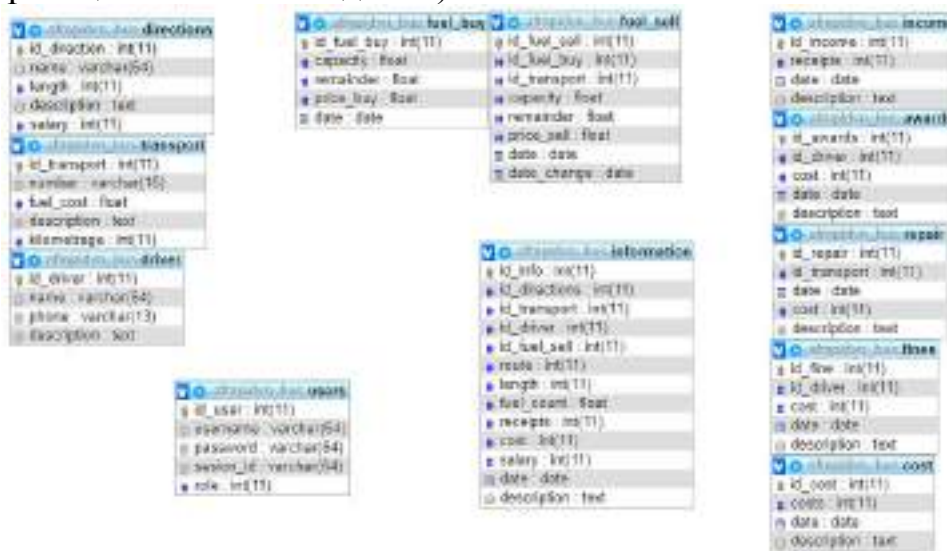 directions
id_direction : int(11)
name : varchar(64)
length : int(11)
description : text
salary : int(11)
transport
id_transport : int(11)
number : varchar(15)
fuel_cost : float
description : text
kilometrage : int(11)
driver
id_driver : int(11)
name : varchar(64)
phone : varchar(13)
description : text
fuel_buy
id_fuel_buy : int(11)
capacity : float
remainder : float
price_buy : float
date : date
fuel_sell
id_fuel_sell : int(11)
id_fuel_buy : int(11)
id_transport : int(11)
capacity : float
remainder : float
price_sell : float
date : date
date_change : date
users
id_user : int(11)
username : varchar(64)
password : varchar(64)
session_id : varchar(64)
role : int(11)
information
id_info : int(11)
id_directions : int(11)
id_transport : int(11)
id_driver : int(11)
id_fuel_sell : int(11)
route : int(11)
length : int(11)
fuel_count : float
receipts : int(11)
cost : int(11)
salary : int(11)
date : date
description : text
incom
id_income : int(11)
receipts : int(11)
date : date
description : text
award
id_awards : int(11)
id_driver : int(11)
cost : int(11)
date : date
description : text
repair
id_repair : int(11)
id_transport : int(11)
date : date
cost : int(11)
description : text
fines
id_fine : int(11)
id_driver : int(11)
cost : int(11)
date : date
description : text
cost
id_cost : int(11)
costs : int(11)
date : date
description : text